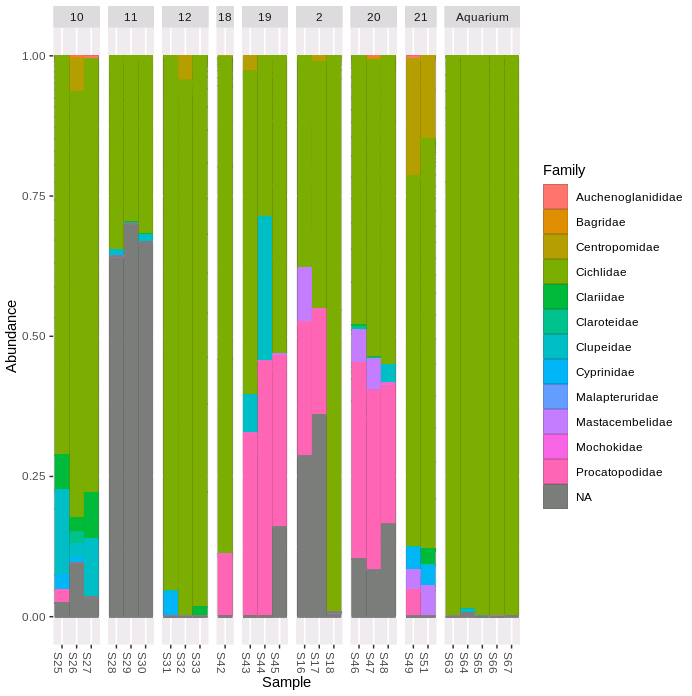 10 11 12 18 19 2 20 21 Aquarium
1.00
0.75
0.50
0.25
0.00
Abundance
S25 S26 S27 S28 S29 S30 S31 S32 S33 S42 S43 S44 S45 S16 S17 S18 S46 S47 S48 S49 S51 S63 S64 S65 S66 S67
Sample
Family
Auchenoglanididae
Bagridae
Centropomidae
Cichlidae
Clariidae
Claroteidae
Clupeidae
Cyprinidae
Malapteruridae
Mastacembelidae
Mochokidae
Procatopodidae
NA